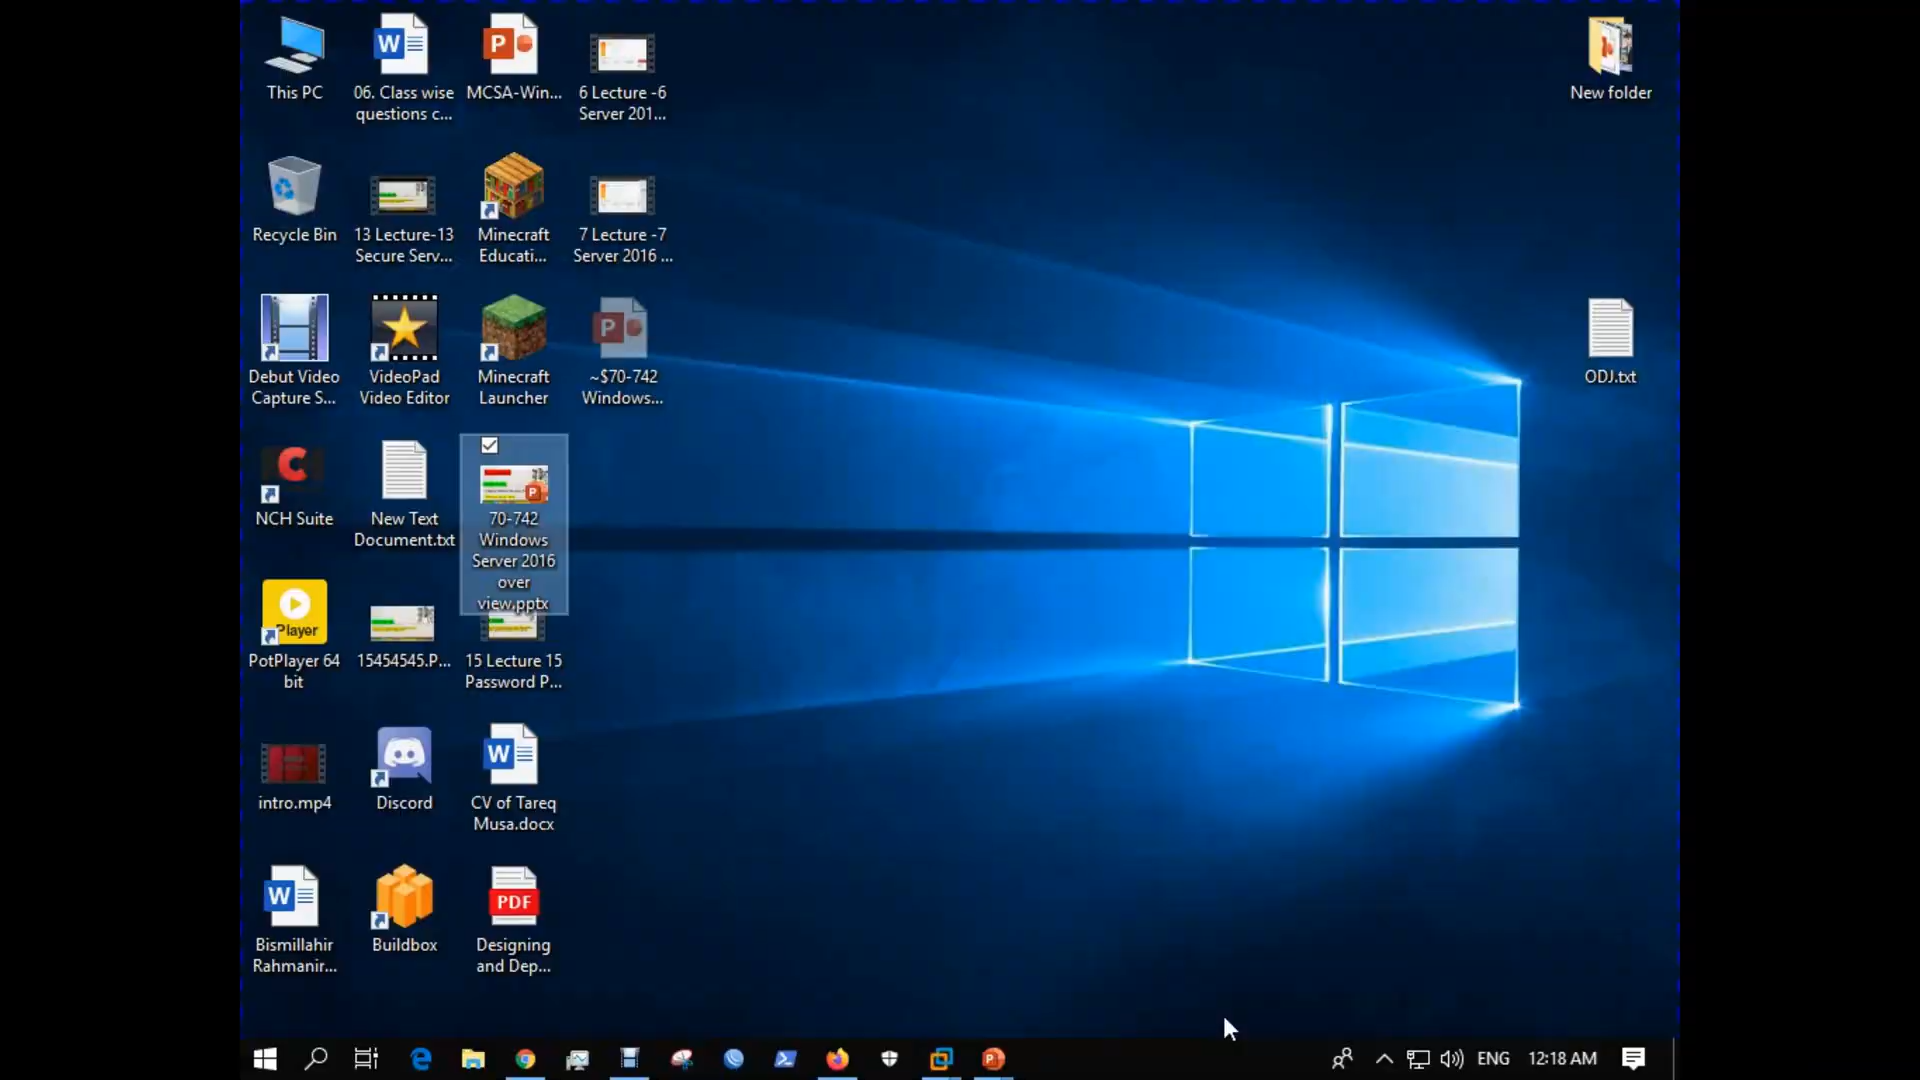 This PC
06. Class wise
questions c...
MCSA-Win...
6 Lecture -6
Server 201...
New folder
Recycle Bin
13 Lecture-13
Secure Serv...
Minecraft
Educati...
7 Lecture -7
Server 2016 ...
Debut Video
Capture S...
VideoPad
Video Editor
Minecraft
Launcher
~$70-742
Windows...
ODJ.txt
NCH Suite
New Text
Document.txt
70-742
Windows
Server 2016
over
view.pptx
Player
PotPlayer 64
bit
15454545.P...
15 Lecture 15
Password P...
intro.mp4
Discord
CV of Tareq
Musa.docx
PDF
Bismillahir
Rahmanir...
Buildbox
Designing
and Dep...
ENG
12:18 AM